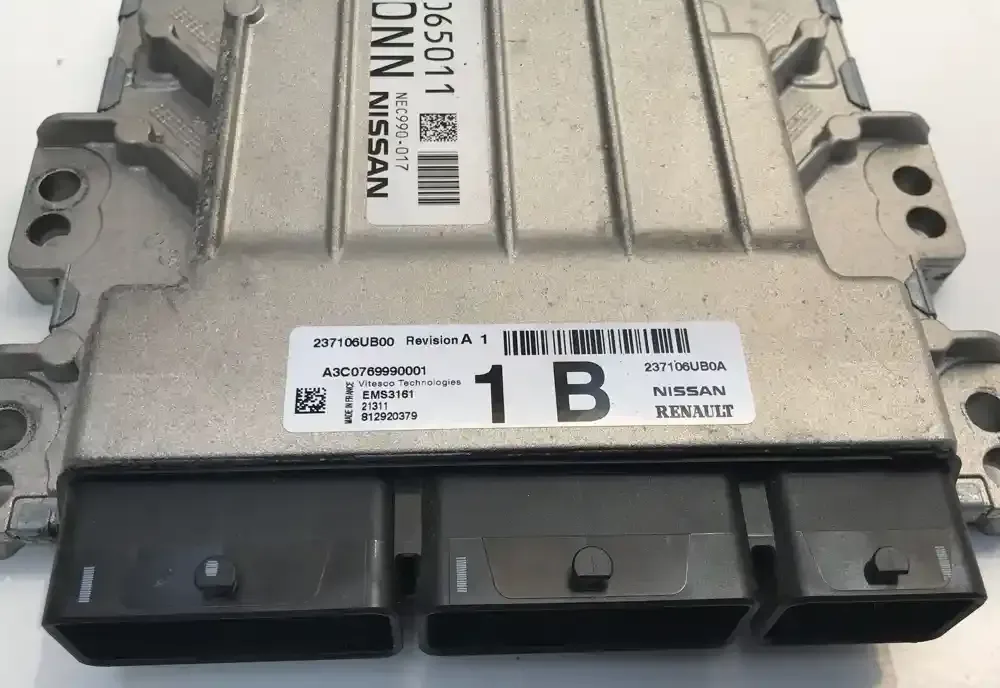 065011
NN NISSAN
NEC990-017
237106UB00 Revision A 1
A3C0769990001
Vitesco Technologies
EMS3161
21311
812920379
MADE IN FRANCE
1 B
237106UB0A
NISSAN
RENAULT